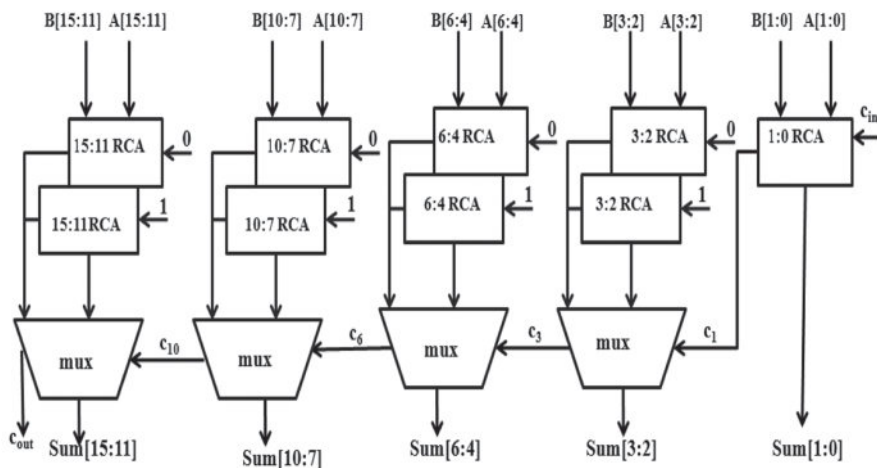 B[15:11] A[15:11] B[10:7] A[10:7] B[6:4] A[6:4] B[3:2] A[3:2] B[1:0] A[1:0]
15:11 RCA 0 10:7 RCA 0 6:4 RCA 0 3:2 RCA 0 1:0 RCA cin
15:11RCA 1 10:7 RCA 1 6:4 RCA 1 3:2 RCA 1
mux c10 mux c6 mux c3 mux c1
cout Sum[15:11] Sum[10:7] Sum[6:4] Sum[3:2] Sum[1:0]